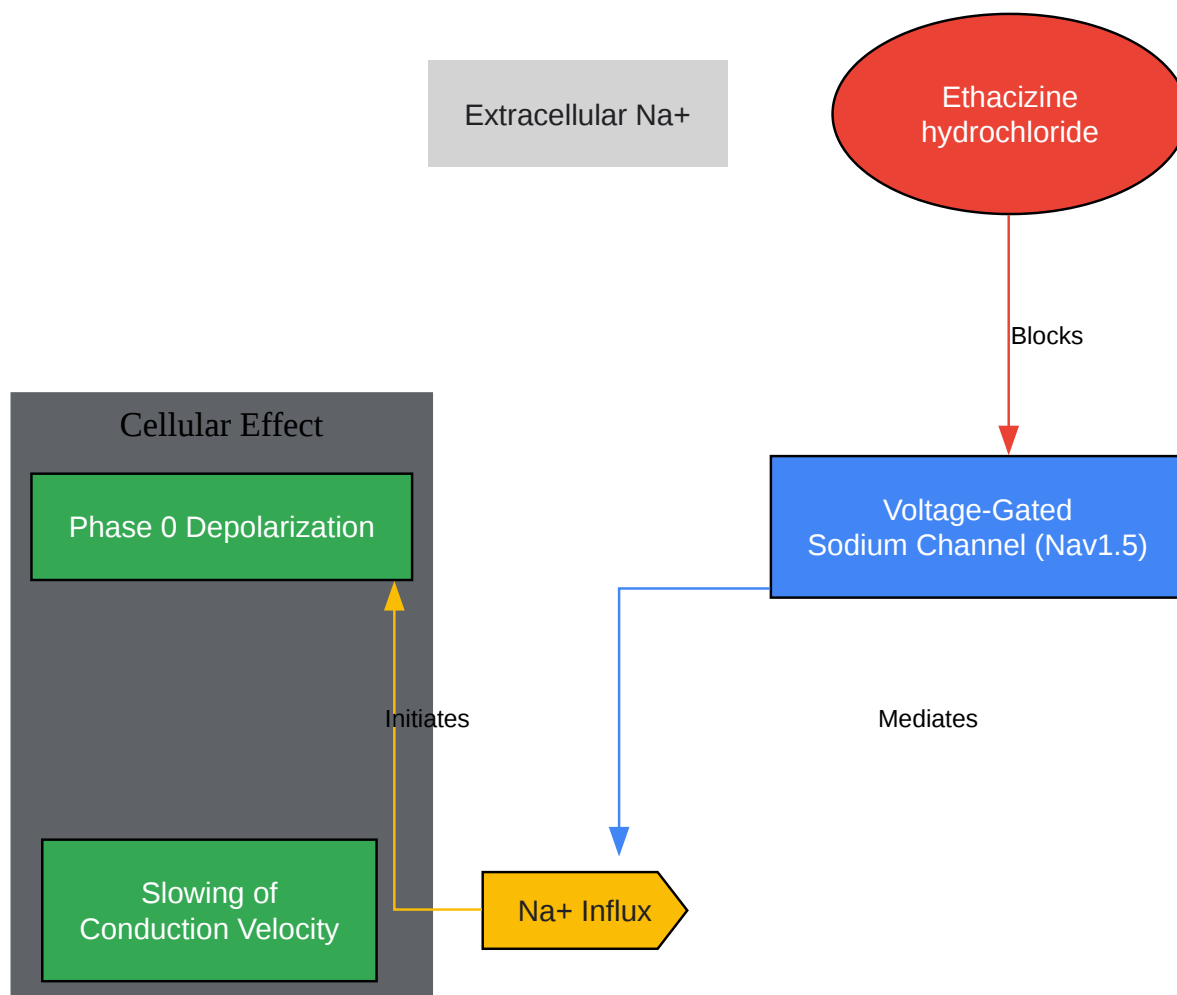 Extracellular Na+
Ethacizine
hydrochloride
Blocks
Cellular Effect
Phase 0 Depolarization
Voltage-Gated
Sodium Channel (Nav1.5)
Initiates
Mediates
Slowing of
Conduction Velocity
Na+ Influx